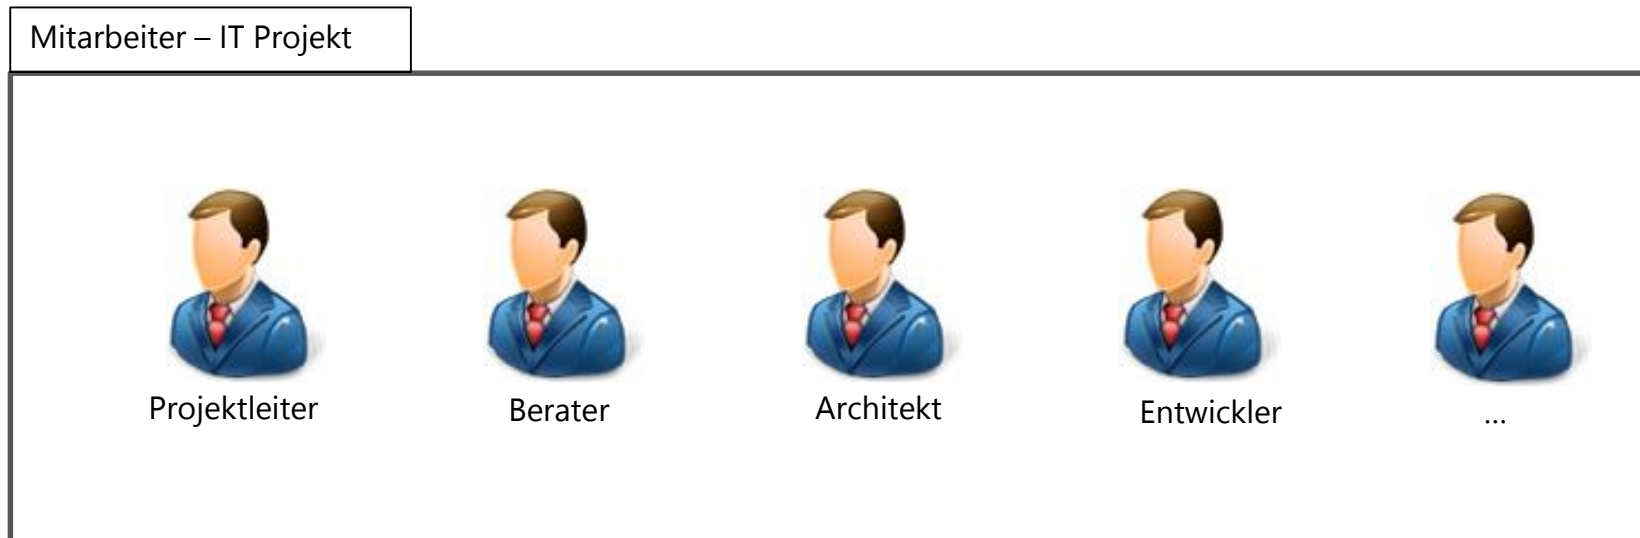 Mitarbeiter – IT Projekt
Projektleiter
Berater
Architekt
Entwickler
...